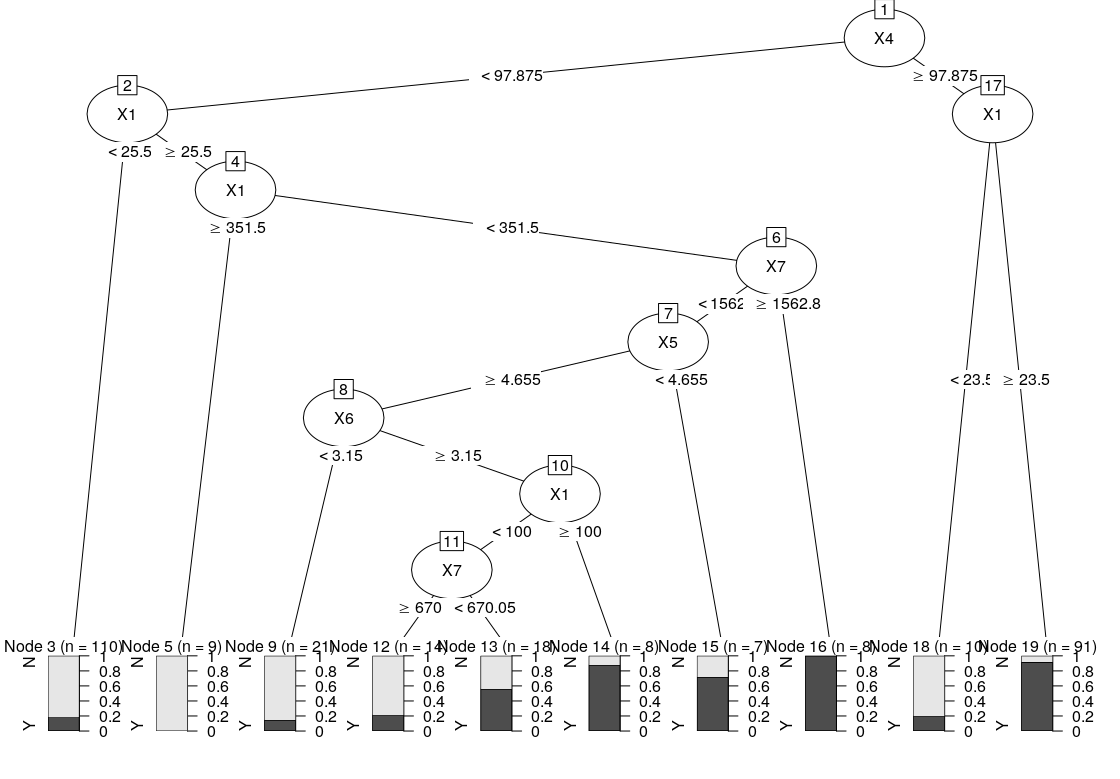 1
X4
< 97.875
≥ 97.875
2
X1
17
X1
< 25.5
≥ 25.5
4
X1
≥ 351.5
< 351.5
6
X7
< 1562
≥ 1562.8
7
X5
≥ 4.655
< 4.655
< 23.5
≥ 23.5
8
X6
< 3.15
≥ 3.15
10
X1
< 100
≥ 100
11
X7
≥ 670
< 670.05
Node 3 (n = 110)
Node 5 (n = 9)
Node 9 (n = 21)
Node 12 (n = 14)
Node 13 (n = 18)
Node 14 (n = 8)
Node 15 (n = 7)
Node 16 (n = 8)
Node 18 (n = 10)
Node 19 (n = 91)
N
Y
1
0.8
0.6
0.4
0.2
0
N
Y
1
0.8
0.6
0.4
0.2
0
N
Y
1
0.8
0.6
0.4
0.2
0
N
Y
1
0.8
0.6
0.4
0.2
0
N
Y
1
0.8
0.6
0.4
0.2
0
N
Y
1
0.8
0.6
0.4
0.2
0
N
Y
1
0.8
0.6
0.4
0.2
0
N
Y
1
0.8
0.6
0.4
0.2
0
N
Y
1
0.8
0.6
0.4
0.2
0
N
Y
1
0.8
0.6
0.4
0.2
0